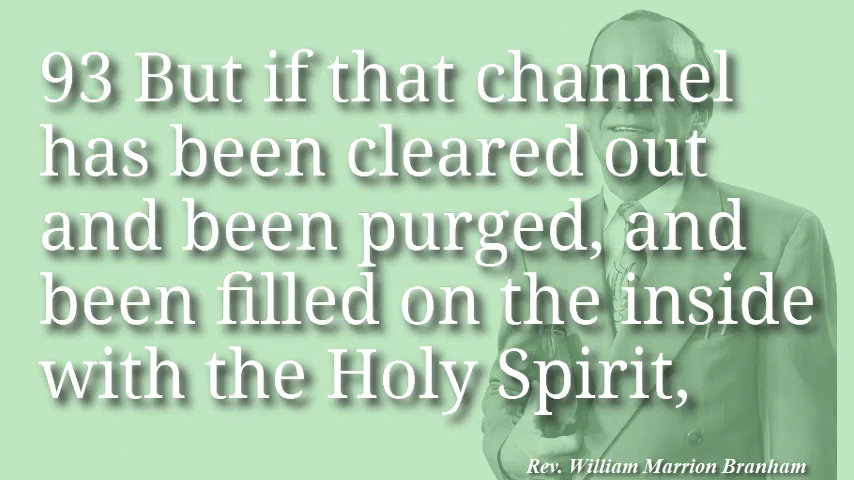 93 But if that channel
has been cleared out
and been purged, and
been filled on the inside
with the Holy Spirit,
Rev. William Marrion Branham